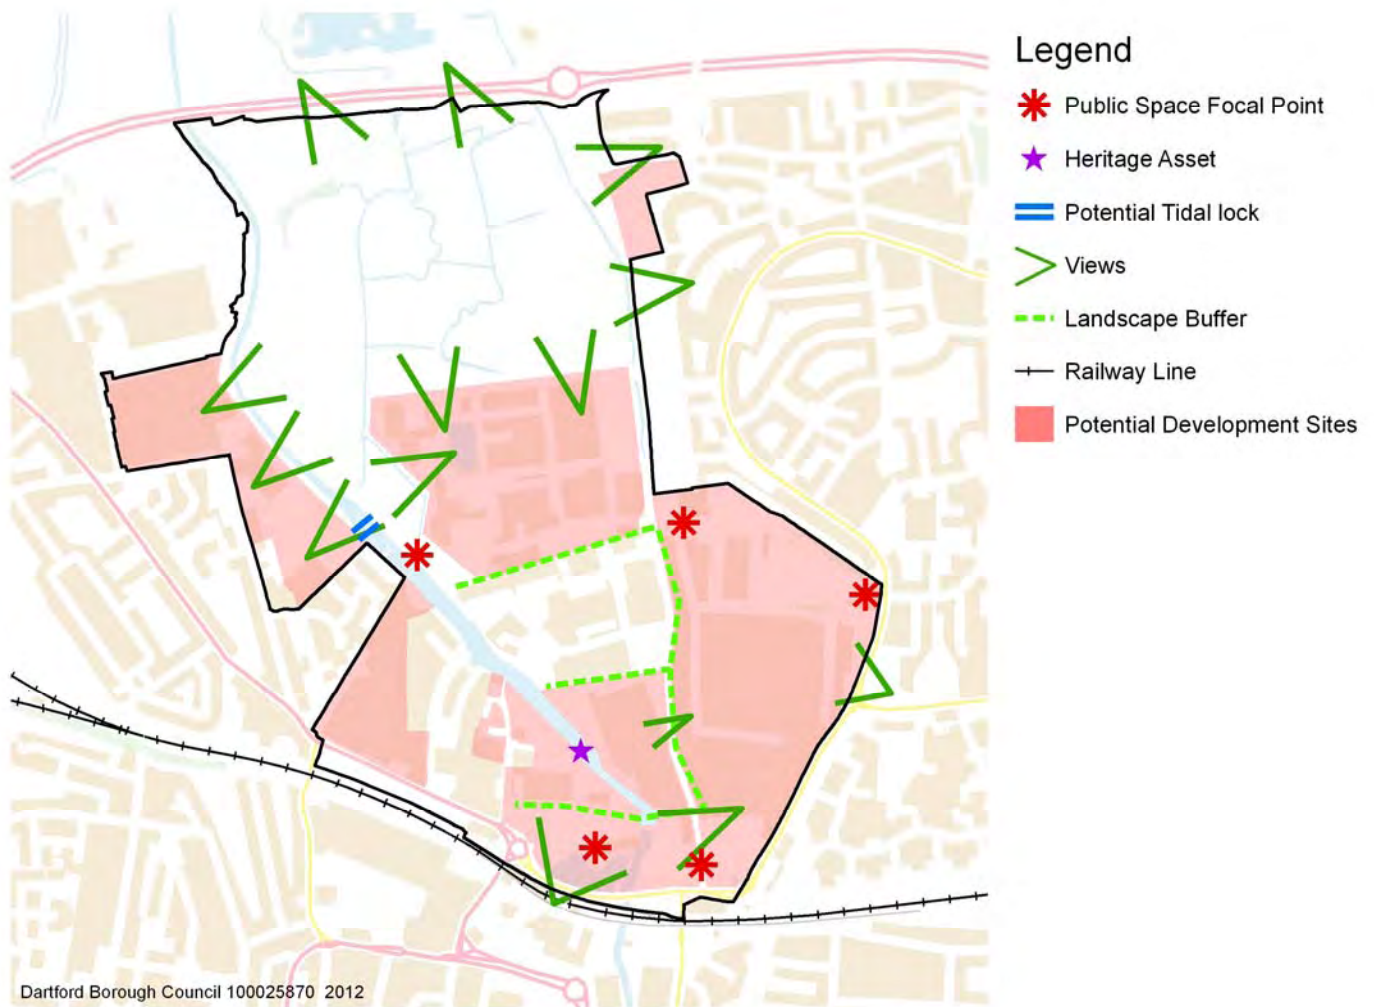 Legend
Public Space Focal Point
Heritage Asset
Potential Tidal lock
Views
Landscape Buffer
Railway Line
Potential Development Sites
Dartford Borough Council 100025870 2012